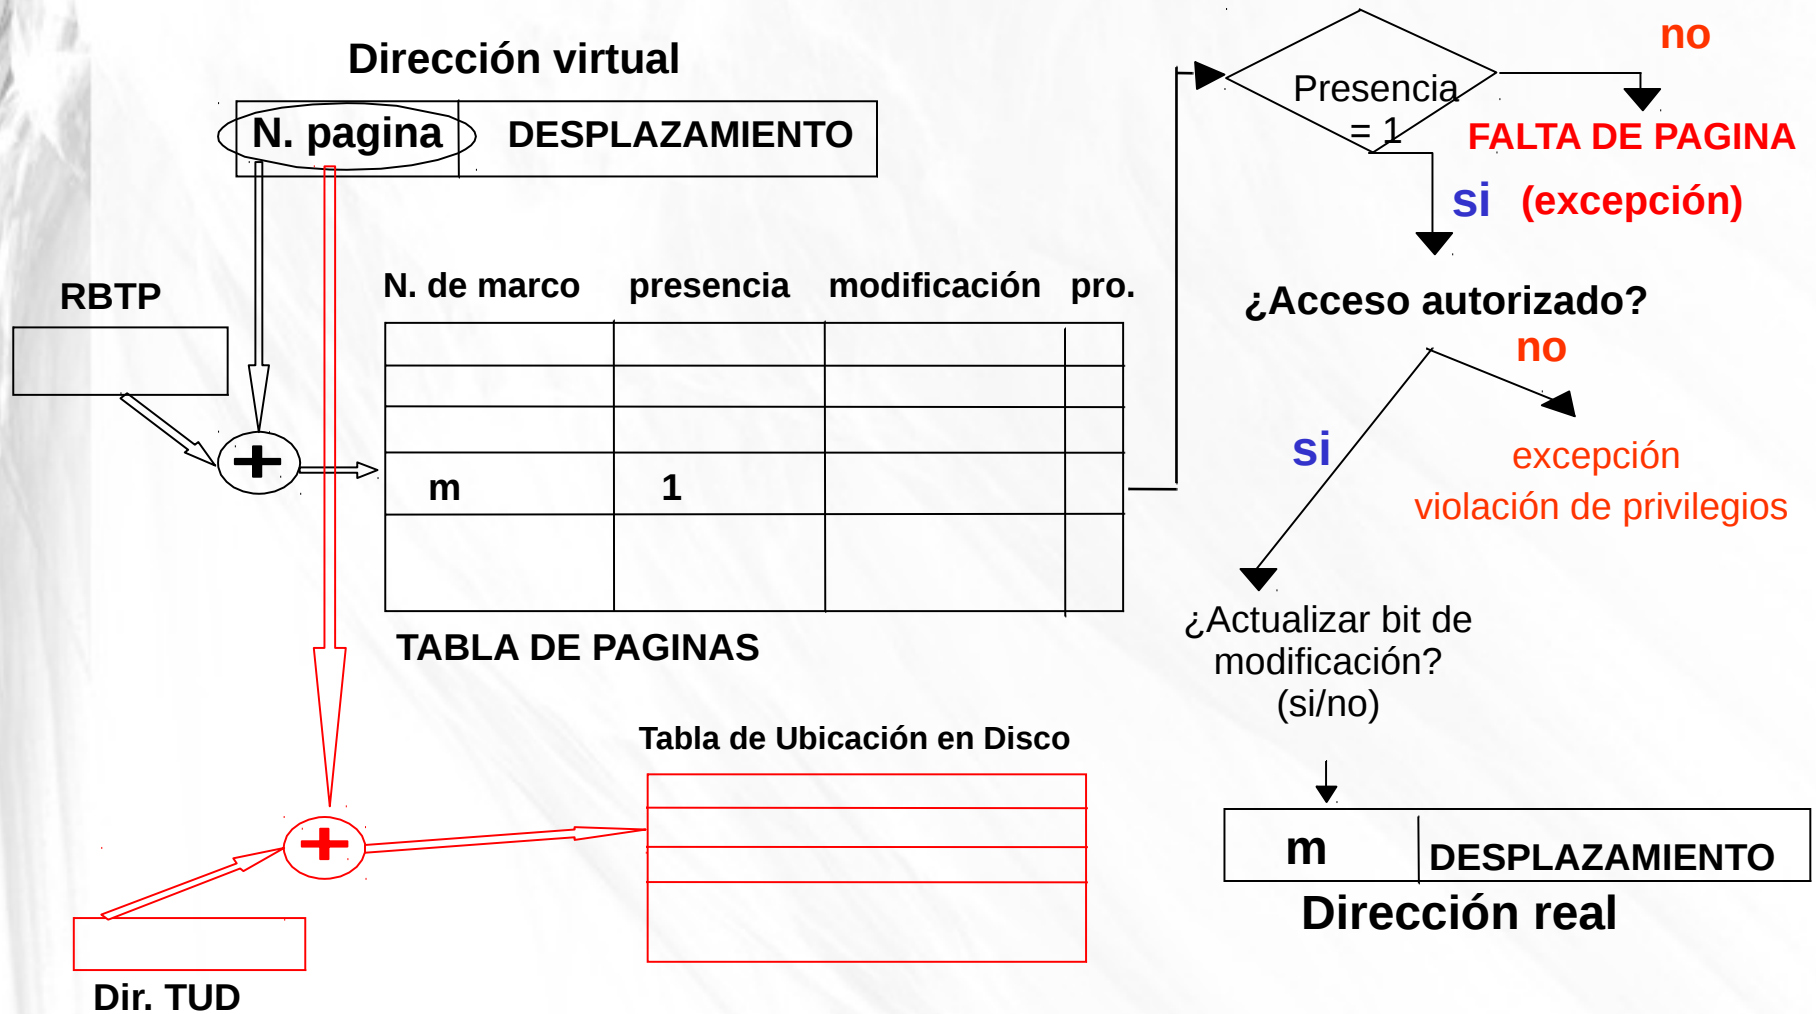 Dirección virtual
N. pagina
DESPLAZAMIENTO
RBTP
+
N. de marco presencia modificación pro.
m 1
TABLA DE PAGINAS
Tabla de Ubicación en Disco
+
Dir. TUD
Presencia
= 1
no
FALTA DE PAGINA
si (excepción)
¿Acceso autorizado?
no
si
excepción
violación de privilegios
¿Actualizar bit de
modificación?
(si/no)
m DESPLAZAMIENTO
Dirección real